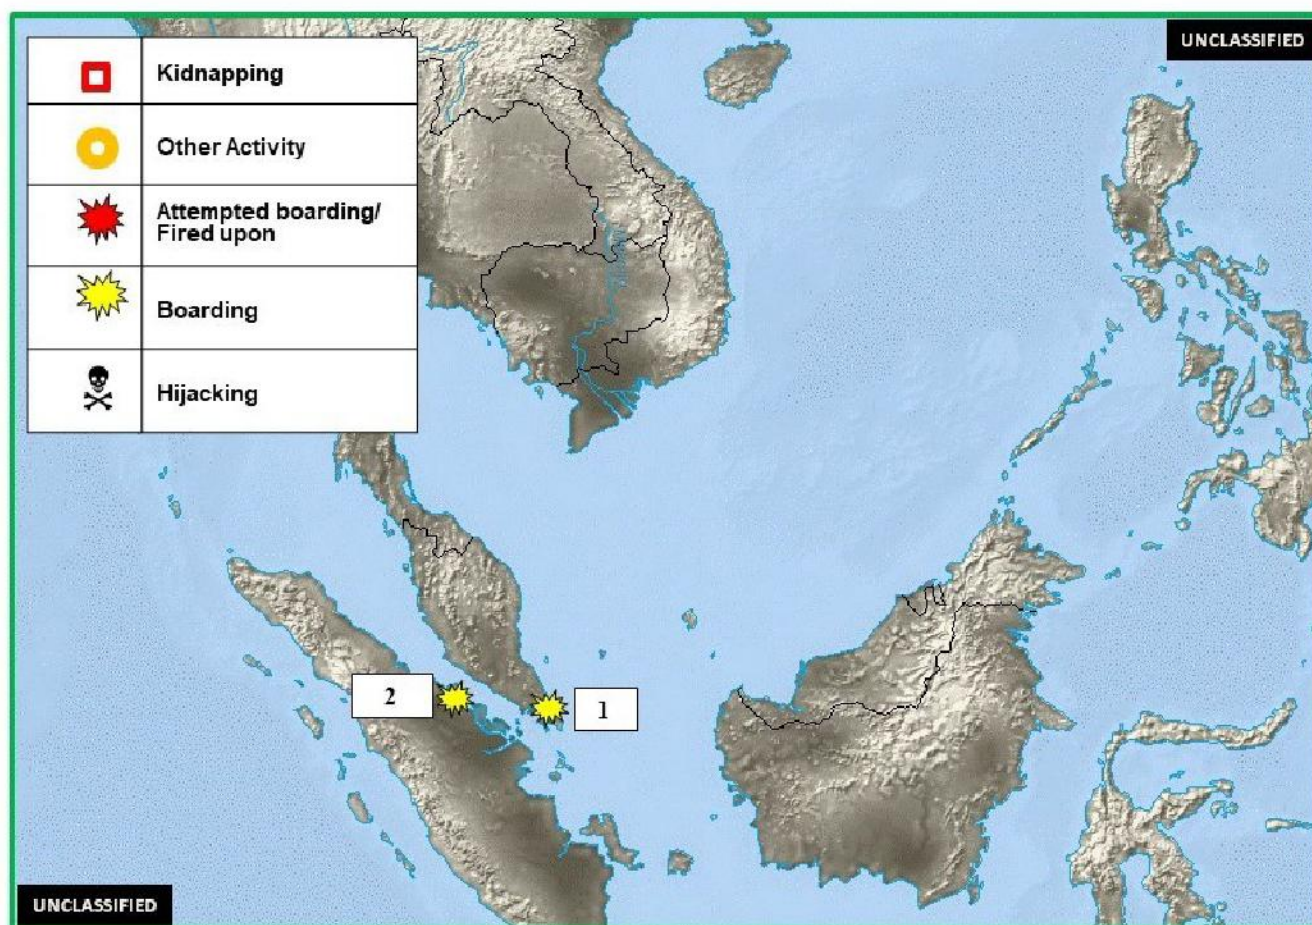 UNCLASSIFIED
Kidnapping
Other Activity
Attempted boarding/
Fired upon
Boarding
Hijacking
2
1
UNCLASSIFIED